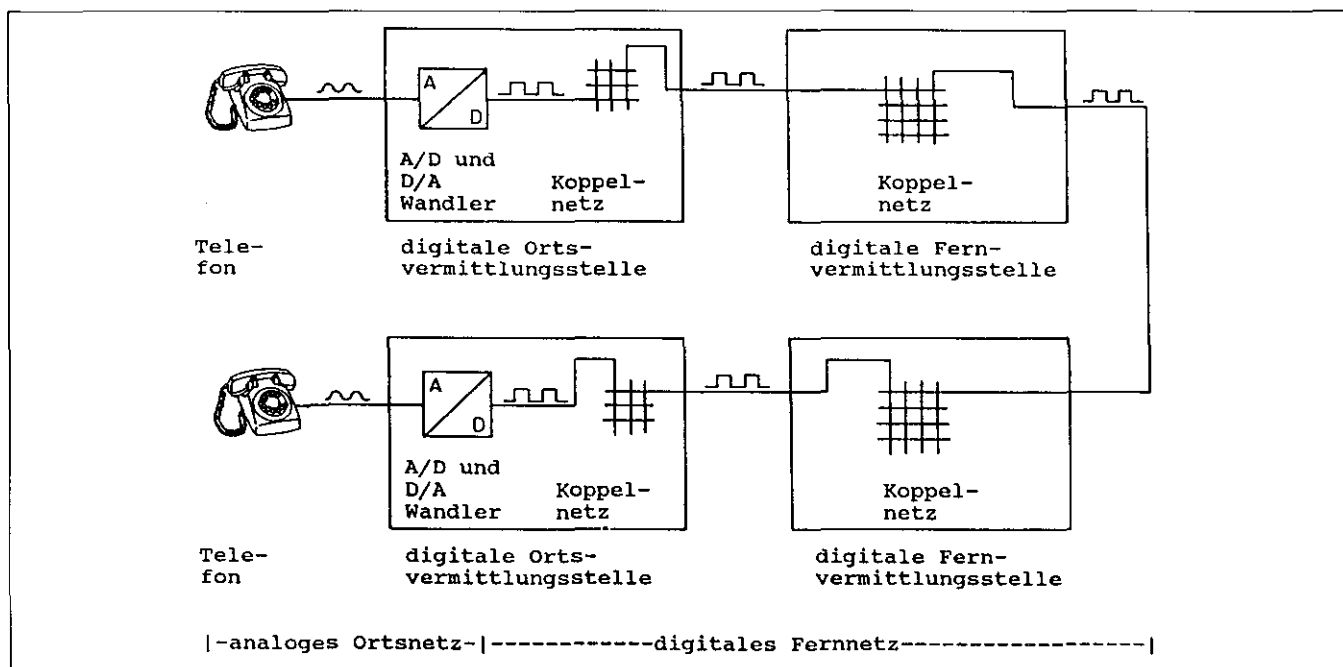 A
D
A/D und
D/A
Wandler
Koppel-
netz
Koppel-
netz
Tele-
fon
digitale Orts-
vermittlungsstelle
digitale Fern-
vermittlungsstelle
A
D
A/D und
D/A
Wandler
Koppel-
netz
Koppel-
netz
Tele-
fon
digitale Orts-
vermittlungsstelle
digitale Fern-
vermittlungsstelle
|-analoges Ortsnetz-|------------digitales Fernnetz-----------------|